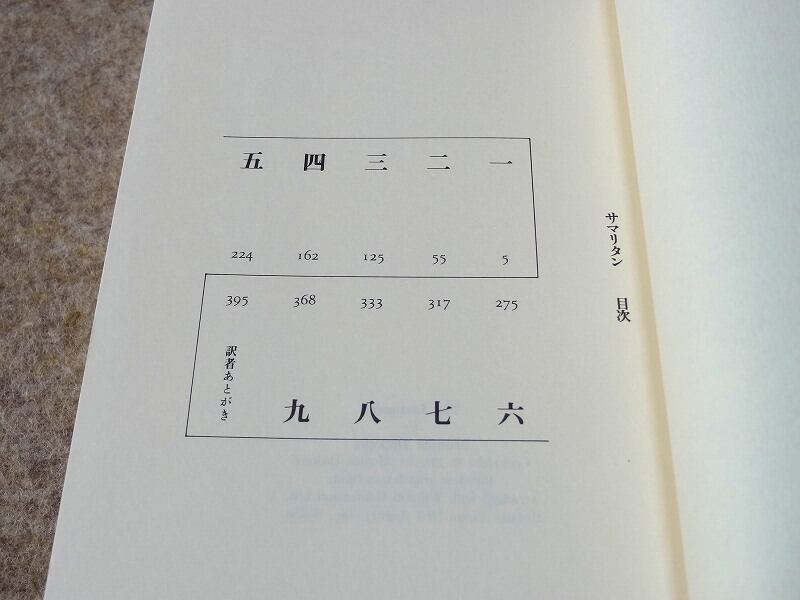 サマリタン 目次
一 5
二 55
三 125
四 162
五 224
六 275
七 317
八 333
九 368
訳者あとがき 395